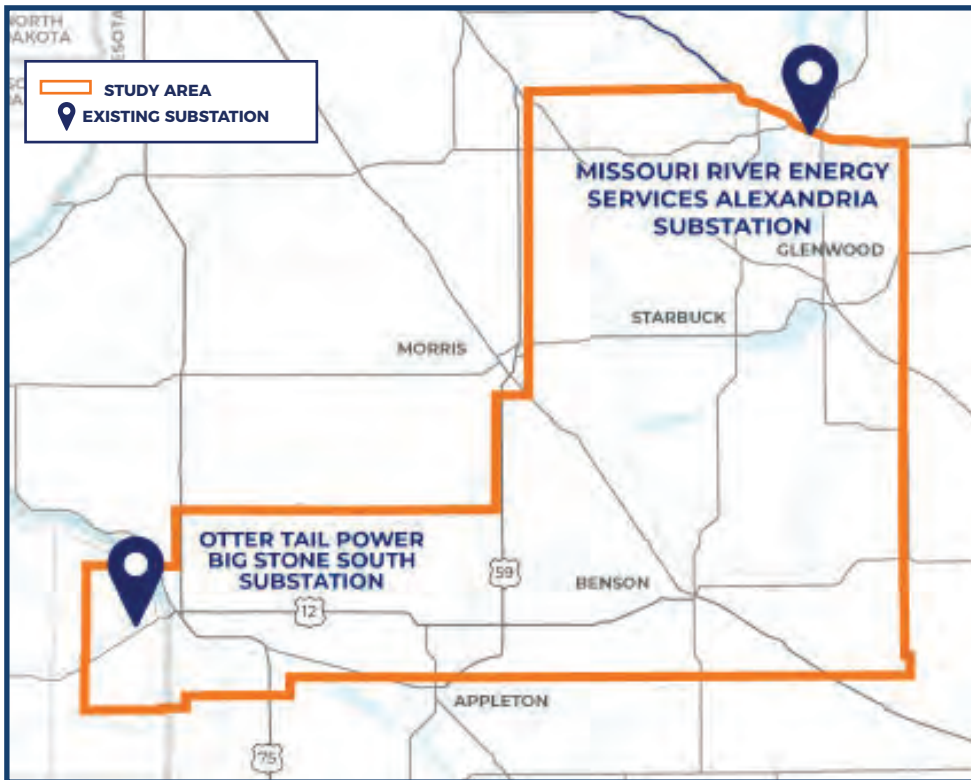 NORTH
DAKOTA
STUDY AREA
EXISTING SUBSTATION
MISSOURI RIVER ENERGY
SERVICES ALEXANDRIA
SUBSTATION
GLENWOOD
STARBUCK
MORRIS
OTTER TAIL POWER
BIG STONE SOUTH
SUBSTATION
59
BENSON
12
APPLETON
75